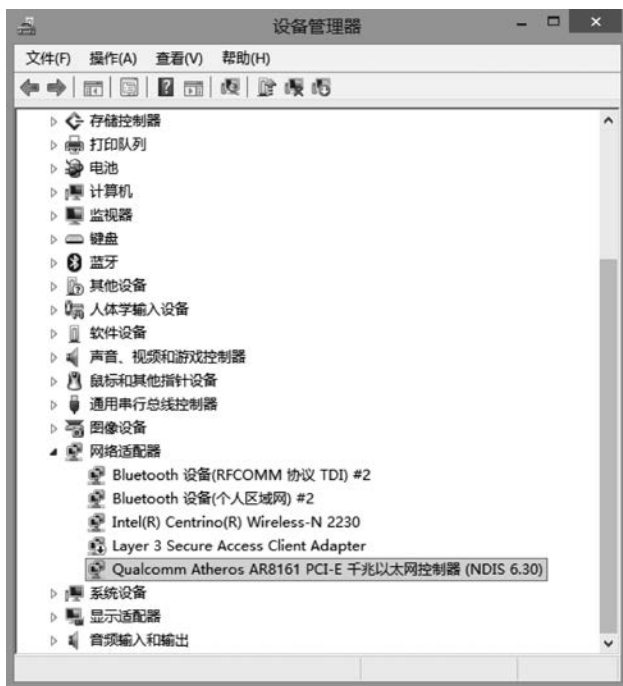 设备管理器
文件(F) 操作(A) 查看(V) 帮助(H)
存储控制器
打印队列
电池
计算机
监视器
键盘
蓝牙
其他设备
人体学输入设备
软件设备
声音、视频和游戏控制器
鼠标和其他指针设备
通用串行总线控制器
图像设备
网络适配器
Bluetooth 设备(RFCOMM 协议 TDI) #2
Bluetooth 设备(个人区域网) #2
Intel(R) Centrino(R) Wireless-N 2230
Layer 3 Secure Access Client Adapter
Qualcomm Atheros AR8161 PCI-E 千兆以太网控制器 (NDIS 6.30)
系统设备
显示适配器
音频输入和输出